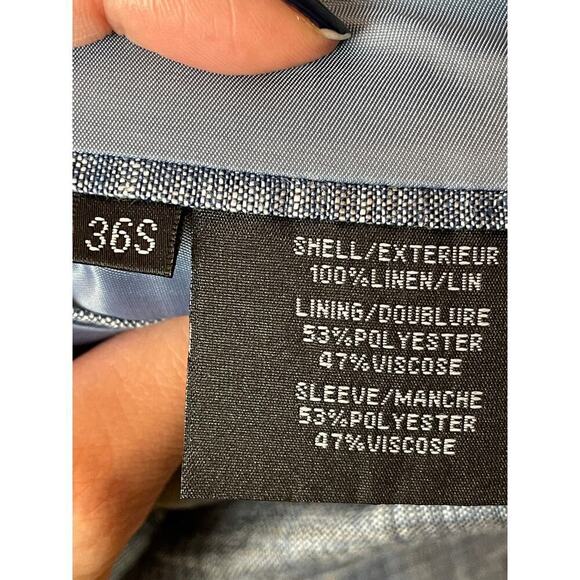 36S
SHELL/EXTERIEUR
100%LINEN/LIN
LINING/DOUBLURE
53%POLYESTER
47%VISCOSE
SLEEVE/MANCHE
53%POLYESTER
47%VISCOSE